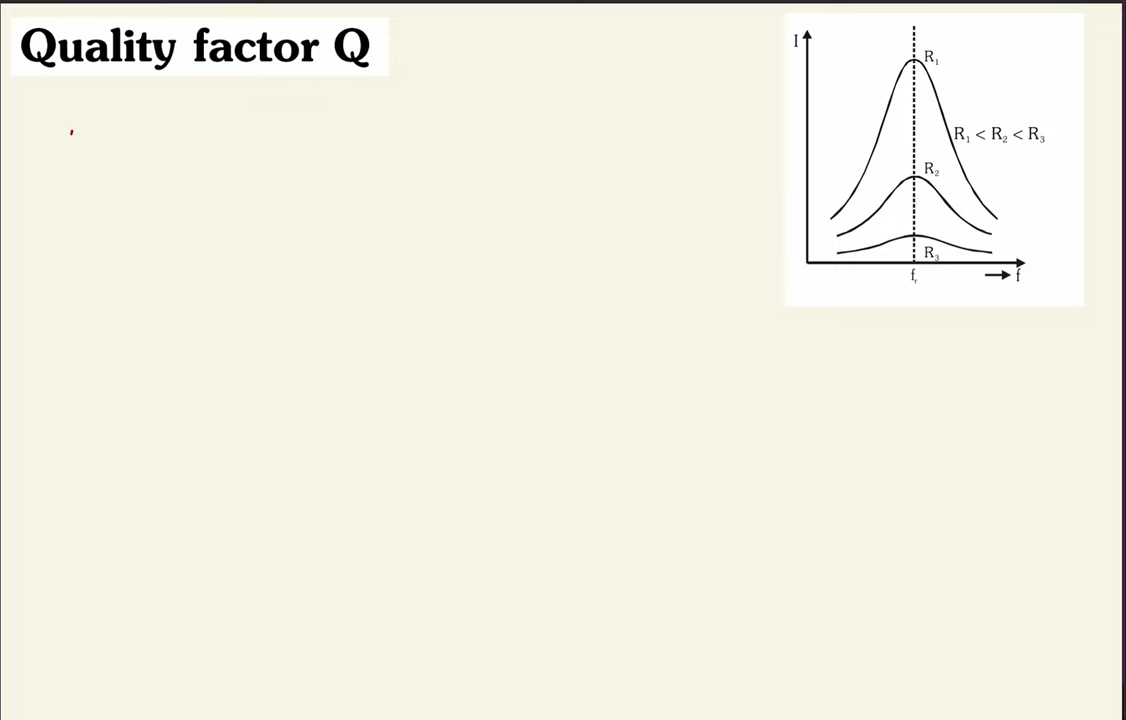 Quality factor Q
I
R₁
R₁ < R₂ < R₃
R₂
R₃
fᵣ
f